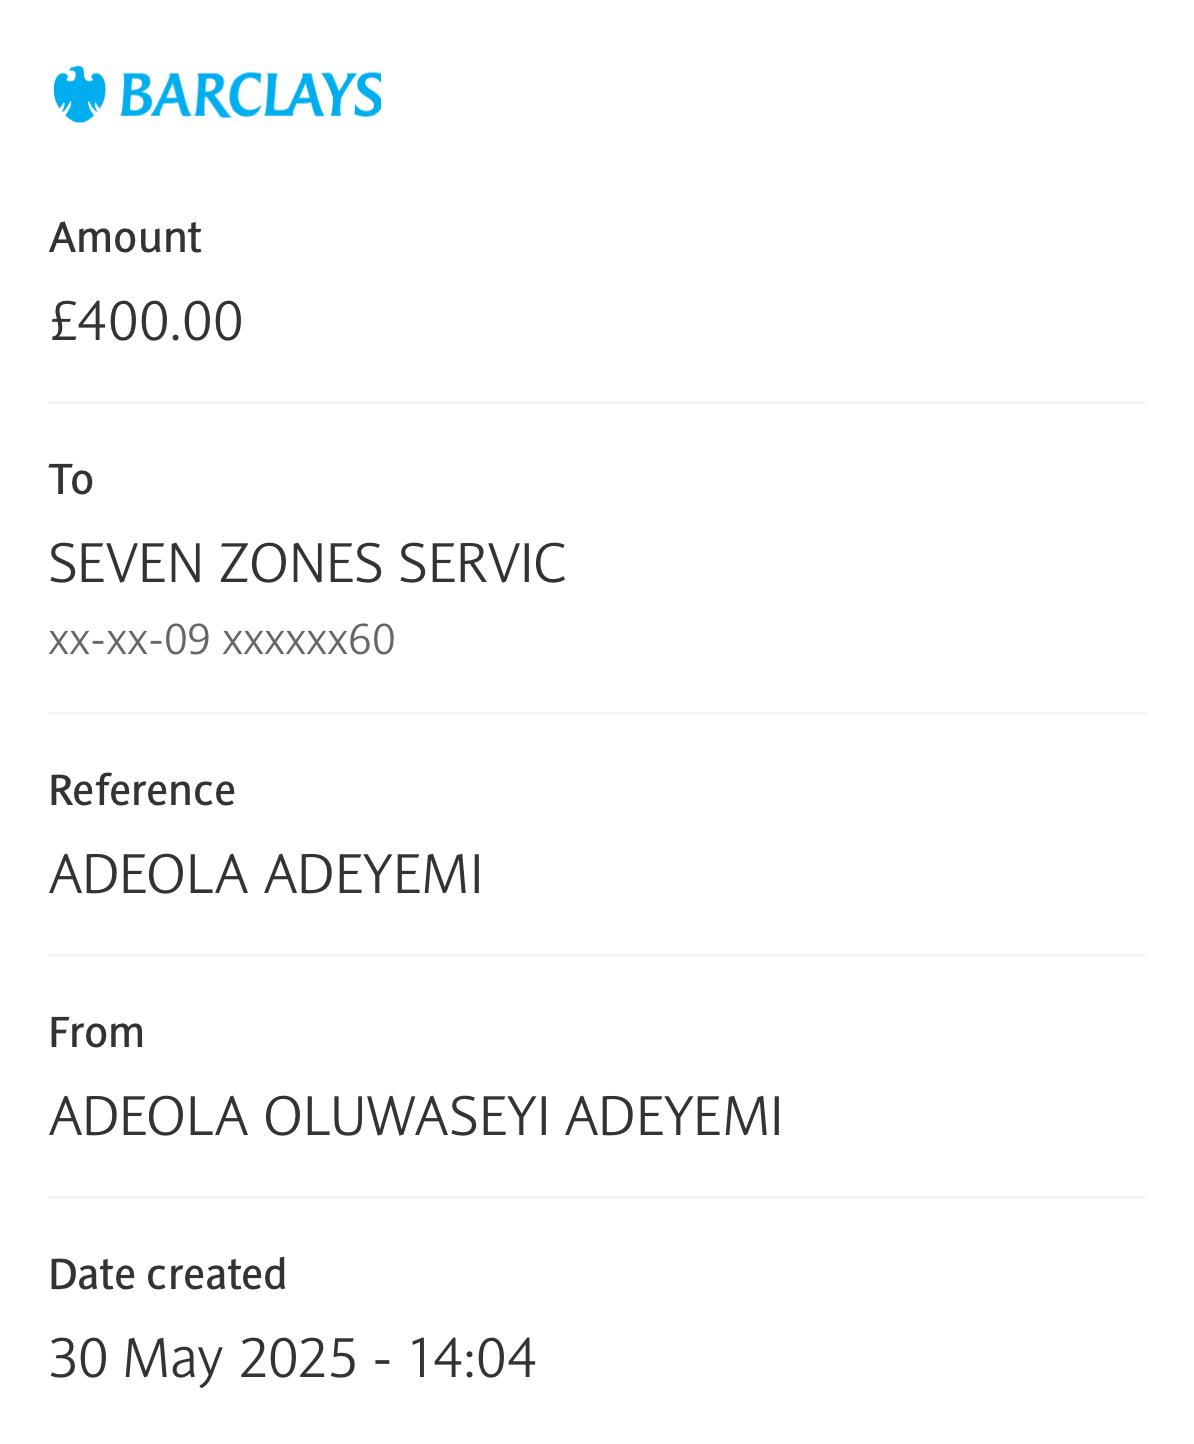 BARCLAYS
Amount
£400.00
To
SEVEN ZONES SERVIC
xx-xx-09 xxxxxx60
Reference
ADEOLA ADEYEMI
From
ADEOLA OLUWASEYI ADEYEMI
Date created
30 May 2025 - 14:04